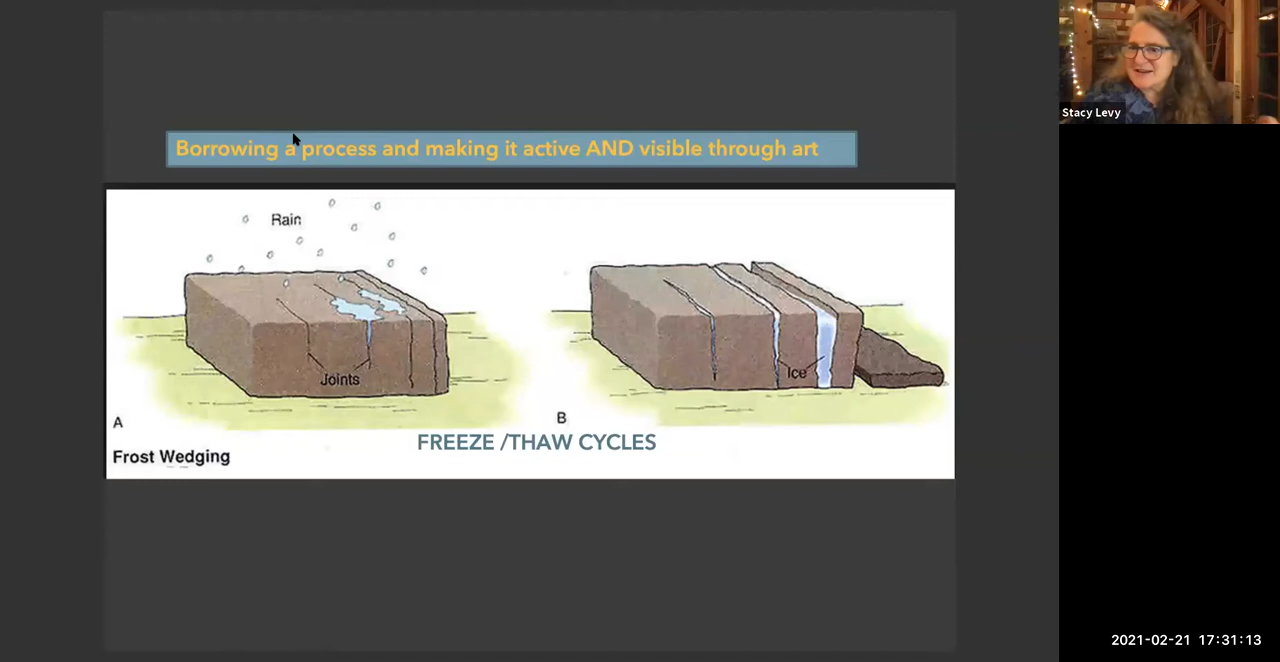 Stacy Levy
Borrowing a process and making it active AND visible through art
Rain
Joints
Ice
A
B
FREEZE /THAW CYCLES
Frost Wedging
2021-02-21 17:31:13